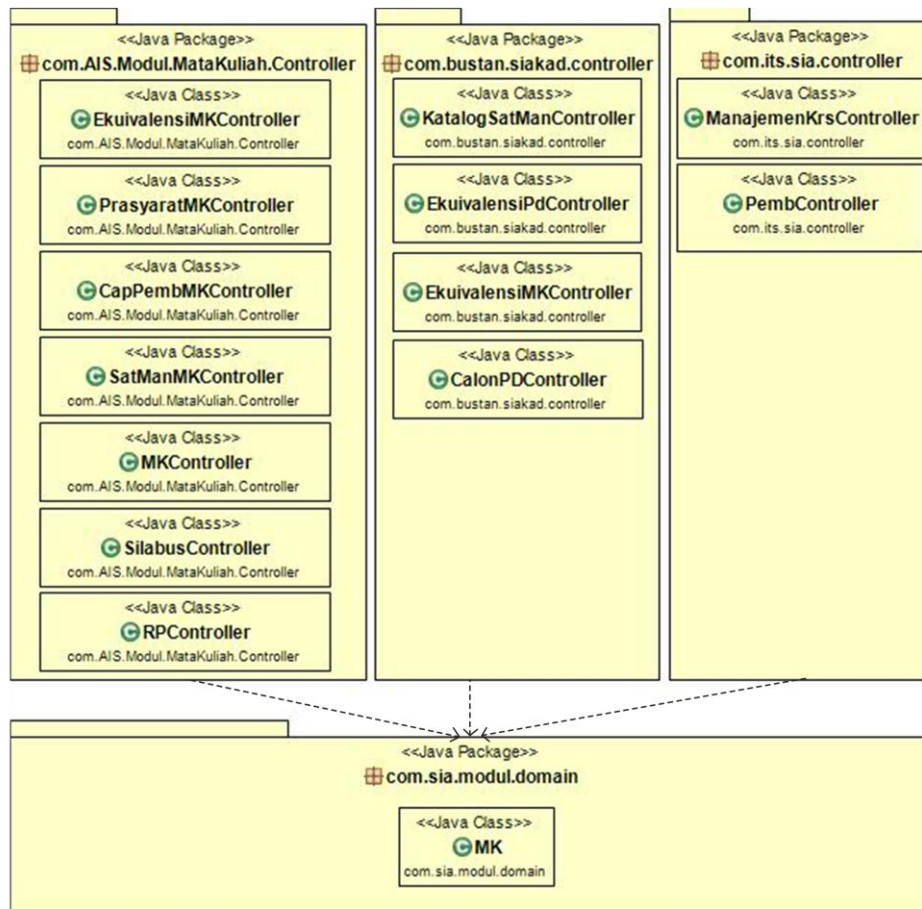 <<Java Package>>
com.AIS.Modul.MataKuliah.Controller
<<Java Class>>
EkuivalensiMKController
com.AIS.Modul.MataKuliah.Controller
<<Java Class>>
PrasyaratMKController
com.AIS.Modul.MataKuliah.Controller
<<Java Class>>
CapPembMKController
com.AIS.Modul.MataKuliah.Controller
<<Java Class>>
SatManMKController
com.AIS.Modul.MataKuliah.Controller
<<Java Class>>
MKController
com.AIS.Modul.MataKuliah.Controller
<<Java Class>>
SilabusController
com.AIS.Modul.MataKuliah.Controller
<<Java Class>>
RPController
com.AIS.Modul.MataKuliah.Controller
<<Java Package>>
com.bustan.siakad.controller
<<Java Class>>
KatalogSatManController
com.bustan.siakad.controller
<<Java Class>>
EkuivalensiPdController
com.bustan.siakad.controller
<<Java Class>>
EkuivalensiMKController
com.bustan.siakad.controller
<<Java Class>>
CalonPDController
com.bustan.siakad.controller
<<Java Package>>
com.its.sia.controller
<<Java Class>>
ManajemenKrsController
com.its.sia.controller
<<Java Class>>
PembController
com.its.sia.controller
<<Java Package>>
com.sia.modul.domain
<<Java Class>>
MK
com.sia.modul.domain